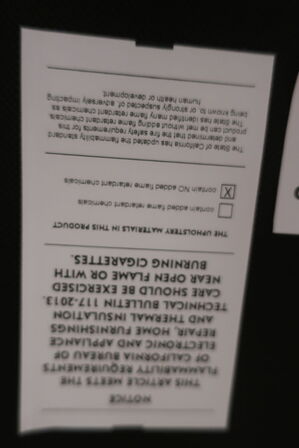 NOTICE
THIS ARTICLE MEETS THE
FLAMMABILITY REQUIREMENTS
OF CALIFORNIA BUREAU OF
ELECTRONIC AND APPLIANCE
REPAIR, HOME FURNISHINGS
AND THERMAL INSULATION
TECHNICAL BULLETIN 117-2013.
CARE SHOULD BE EXERCISED
NEAR OPEN FLAME OR WITH
BURNING CIGARETTES.
THE UPHOLSTERY MATERIALS IN THIS PRODUCT
contain added flame retardant chemicals
X contain NO added flame retardant chemicals
The State of California has updated the flammability standard
and determined that the fire safety requirements for this
product can be met without adding flame retardant chemicals.
The State has identified many flame retardant chemicals as
being known to, or strongly suspected of, adversely impacting
human health or development.